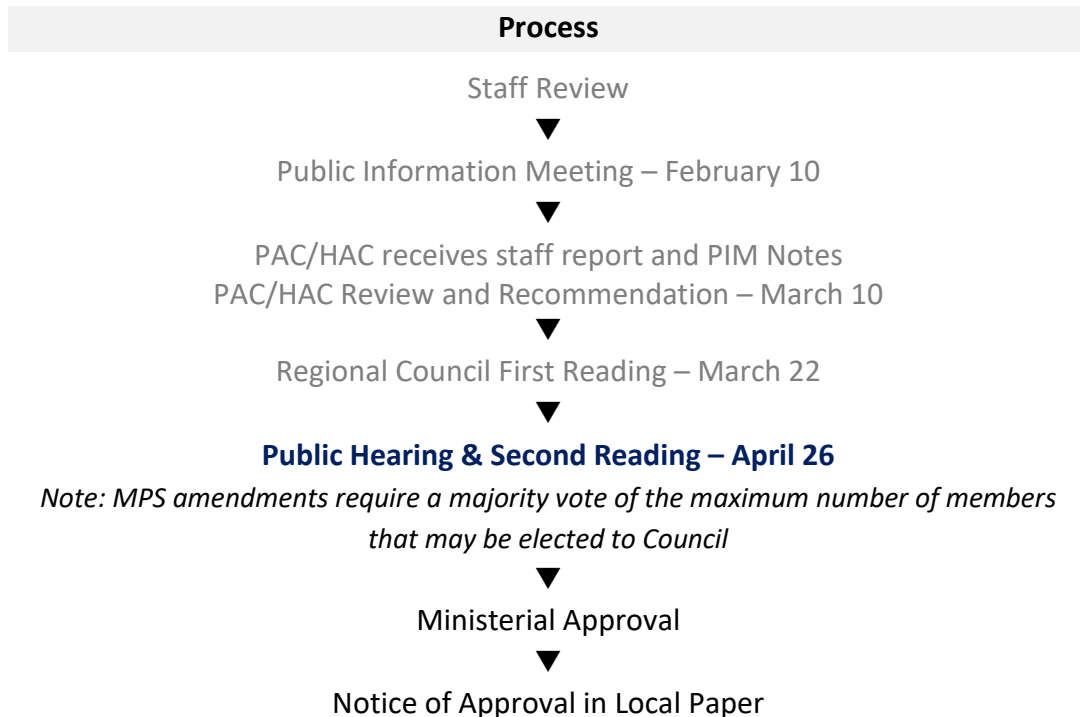 Process
Staff Review
Public Information Meeting – February 10
PAC/HAC receives staff report and PIM Notes
PAC/HAC Review and Recommendation – March 10
Regional Council First Reading – March 22
Public Hearing & Second Reading – April 26
Note: MPS amendments require a majority vote of the maximum number of members
that may be elected to Council
Ministerial Approval
Notice of Approval in Local Paper